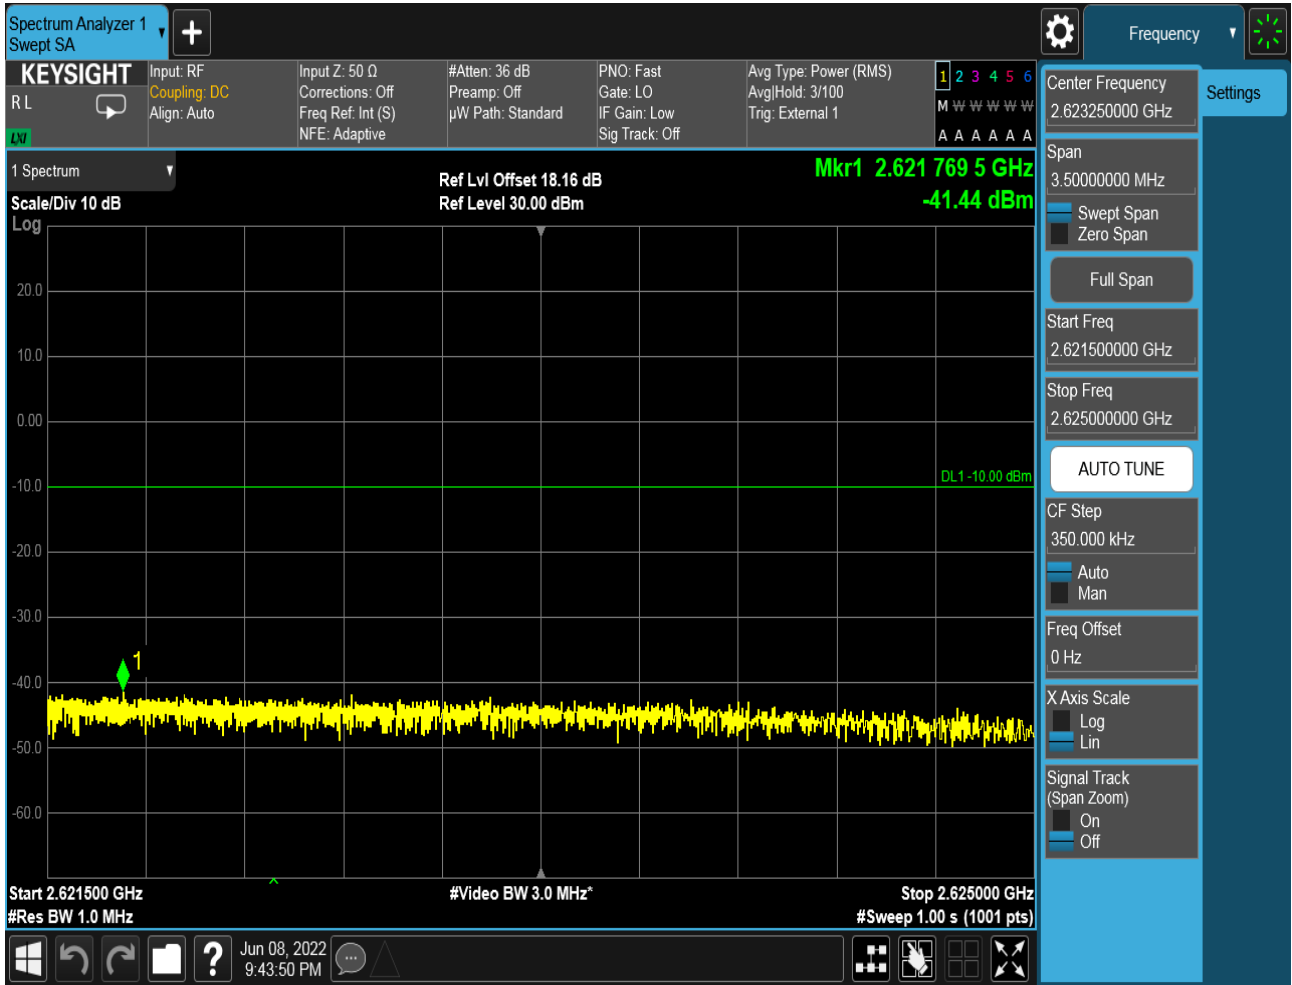 Spectrum Analyzer 1
Swept SA
Frequency
KEYSIGHT
R L
LXI
Input: RF
Coupling: DC
Align: Auto
Input Z: 50 Ω
Corrections: Off
Freq Ref: Int (S)
NFE: Adaptive
#Atten: 36 dB
Preamp: Off
µW Path: Standard
PNO: Fast
Gate: LO
IF Gain: Low
Sig Track: Off
Avg Type: Power (RMS)
Avg|Hold: 3/100
Trig: External 1
1 2 3 4 5 6
M W W W W W
A A A A A A
1 Spectrum
Scale/Div 10 dB
Log
Ref Lvl Offset 18.16 dB
Ref Level 30.00 dBm
Mkr1 2.621 769 5 GHz
-41.44 dBm
20.0
10.0
0.00
-10.0
-20.0
-30.0
-40.0
-50.0
-60.0
DL1 -10.00 dBm
1
Start 2.621500 GHz
#Res BW 1.0 MHz
#Video BW 3.0 MHz*
Stop 2.625000 GHz
#Sweep 1.00 s (1001 pts)
Jun 08, 2022
9:43:50 PM
Center Frequency
2.623250000 GHz
Span
3.50000000 MHz
Swept Span
Zero Span
Full Span
Start Freq
2.621500000 GHz
Stop Freq
2.625000000 GHz
AUTO TUNE
CF Step
350.000 kHz
Auto
Man
Freq Offset
0 Hz
X Axis Scale
Log
Lin
Signal Track
(Span Zoom)
On
Off
Settings